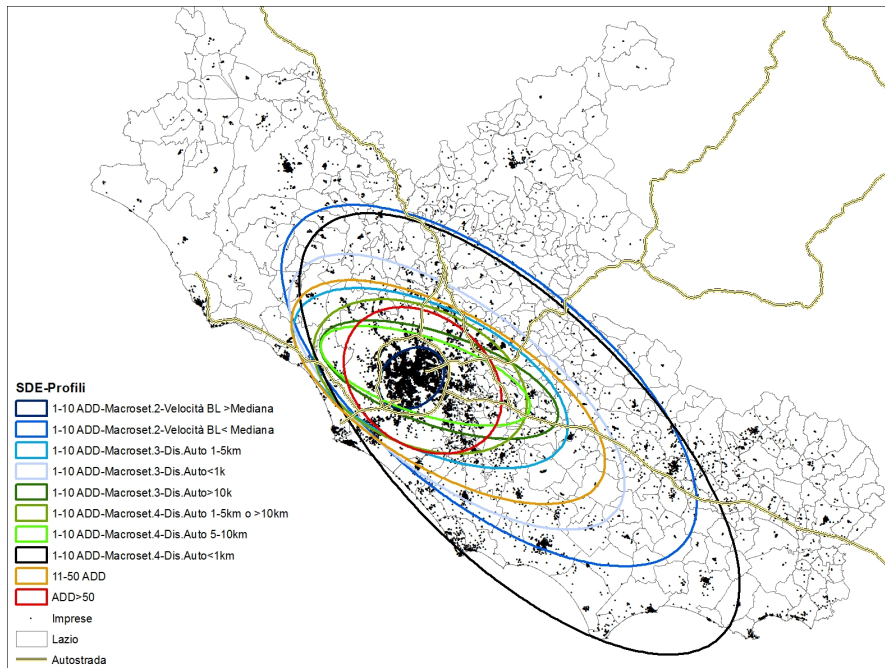 SDE-Profili
1-10 ADD-Macroset.2-Velocità BL >Mediana
1-10 ADD-Macroset.2-Velocità BL< Mediana
1-10 ADD-Macroset.3-Dis.Auto 1-5km
1-10 ADD-Macroset.3-Dis.Auto<1k
1-10 ADD-Macroset.3-Dis.Auto>10k
1-10 ADD-Macroset.4-Dis.Auto 1-5km o >10km
1-10 ADD-Macroset.4-Dis.Auto 5-10km
1-10 ADD-Macroset.4-Dis.Auto<1km
11-50 ADD
ADD>50
Imprese
Lazio
Autostrada